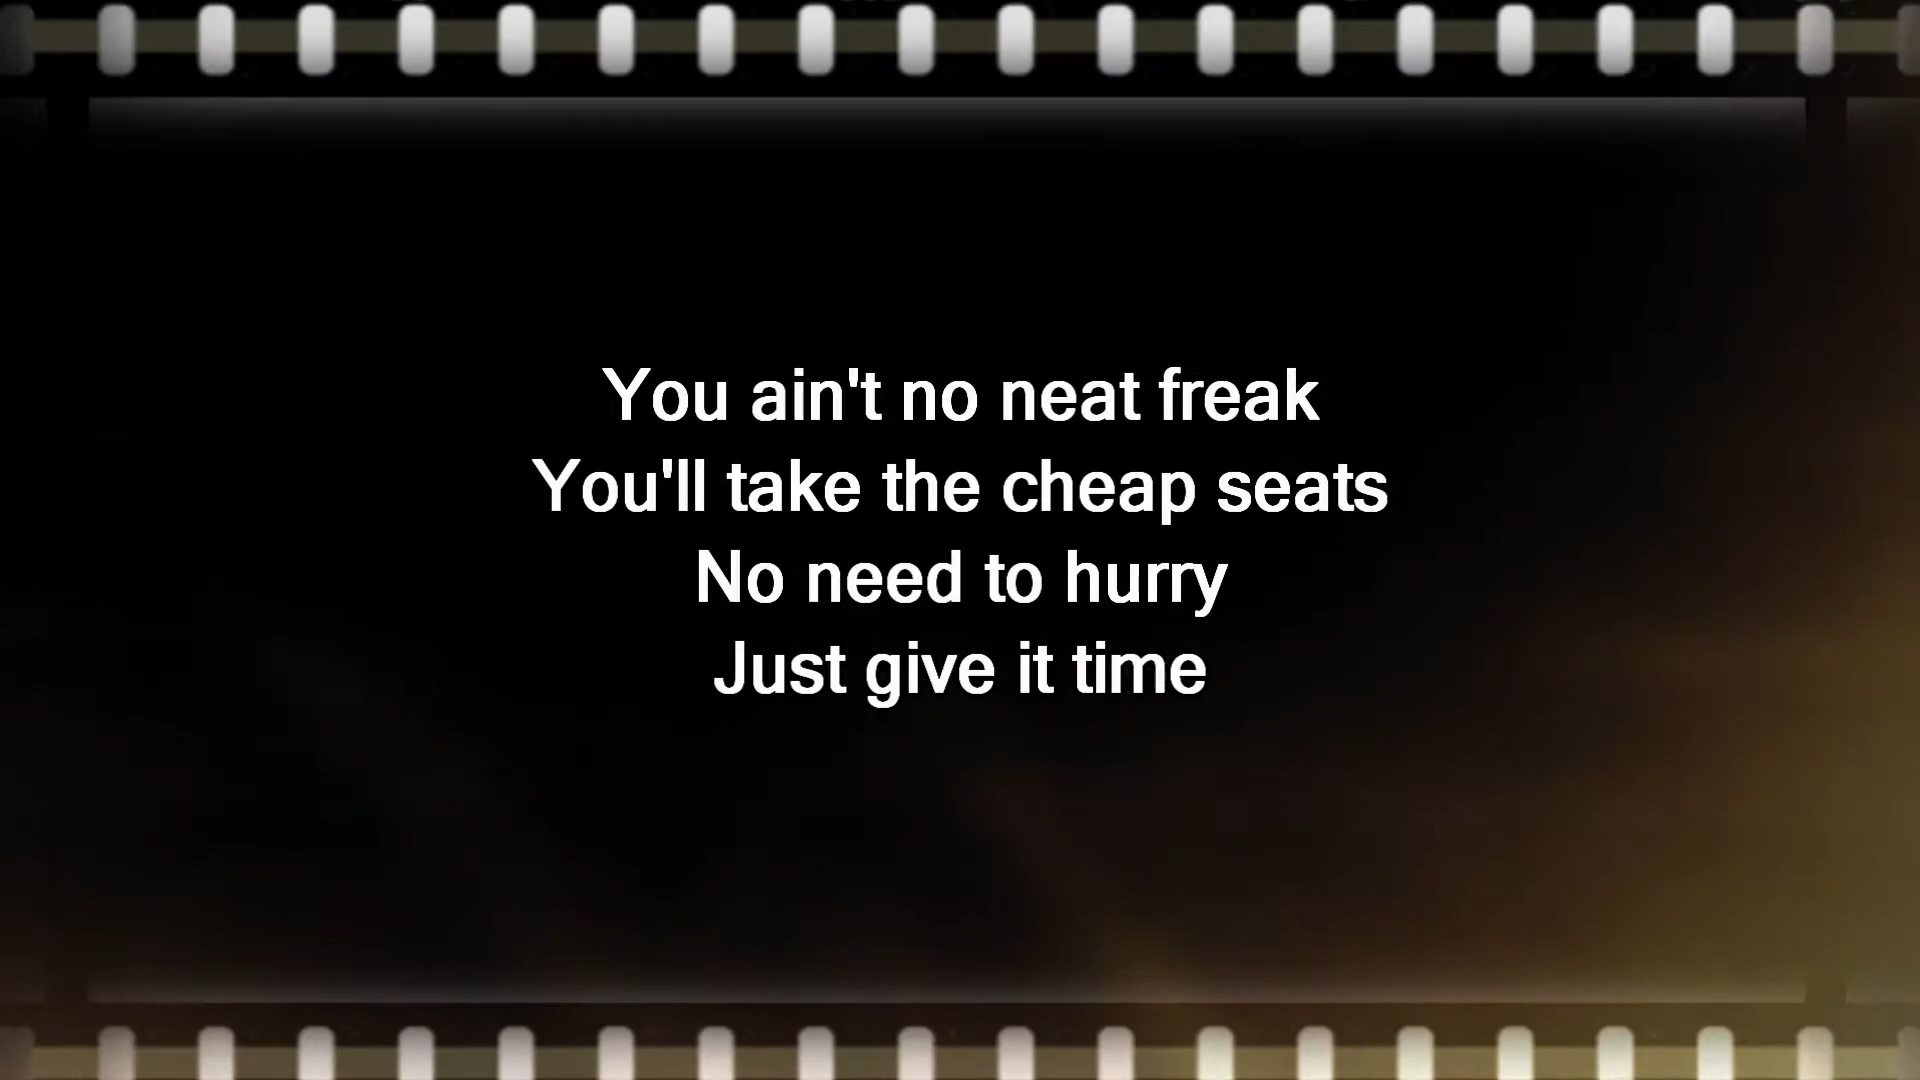 You ain't no neat freak
You'll take the cheap seats
No need to hurry
Just give it time